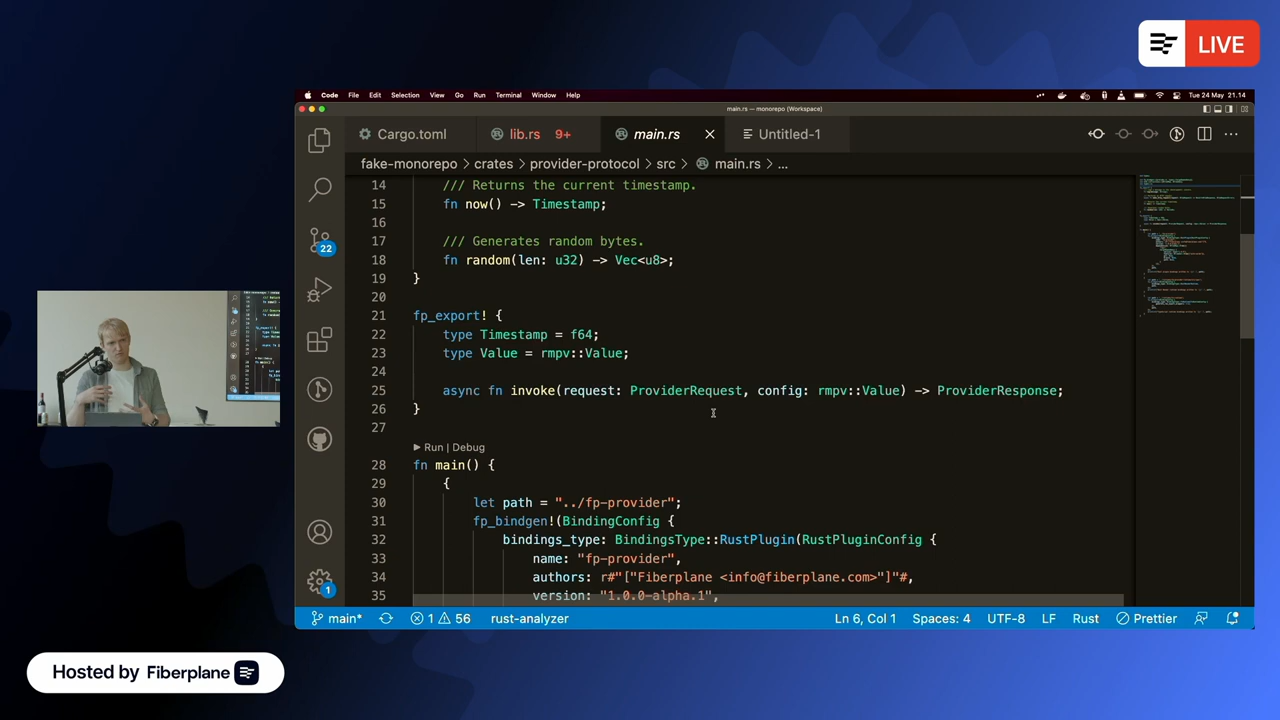 LIVE
Code File Edit Selection View Go Run Terminal Window Help Tue 24 May 21.14
main.rs — monorepo (Workspace)
Cargo.toml lib.rs 9+ main.rs Untitled-1
fake-monorepo > crates > provider-protocol > src > main.rs > ...
14 /// Returns the current timestamp.
15 fn now() -> Timestamp;
16
17 /// Generates random bytes.
18 fn random(len: u32) -> Vec<u8>;
19 }
20
21 fp_export! {
22 type Timestamp = f64;
23 type Value = rmpv::Value;
24
25 async fn invoke(request: ProviderRequest, config: rmpv::Value) -> ProviderResponse;
26 }
27
Run | Debug
28 fn main() {
29 {
30 let path = "../fp-provider";
31 fp_bindgen!(BindingConfig {
32 bindings_type: BindingsType::RustPlugin(RustPluginConfig {
33 name: "fp-provider",
34 authors: r#"["Fiberplane <info@fiberplane.com>"]"#,
35 version: "1.0.0-alpha.1",
22
1
main* 1 56 rust-analyzer Ln 6, Col 1 Spaces: 4 UTF-8 LF Rust Prettier
Hosted by Fiberplane